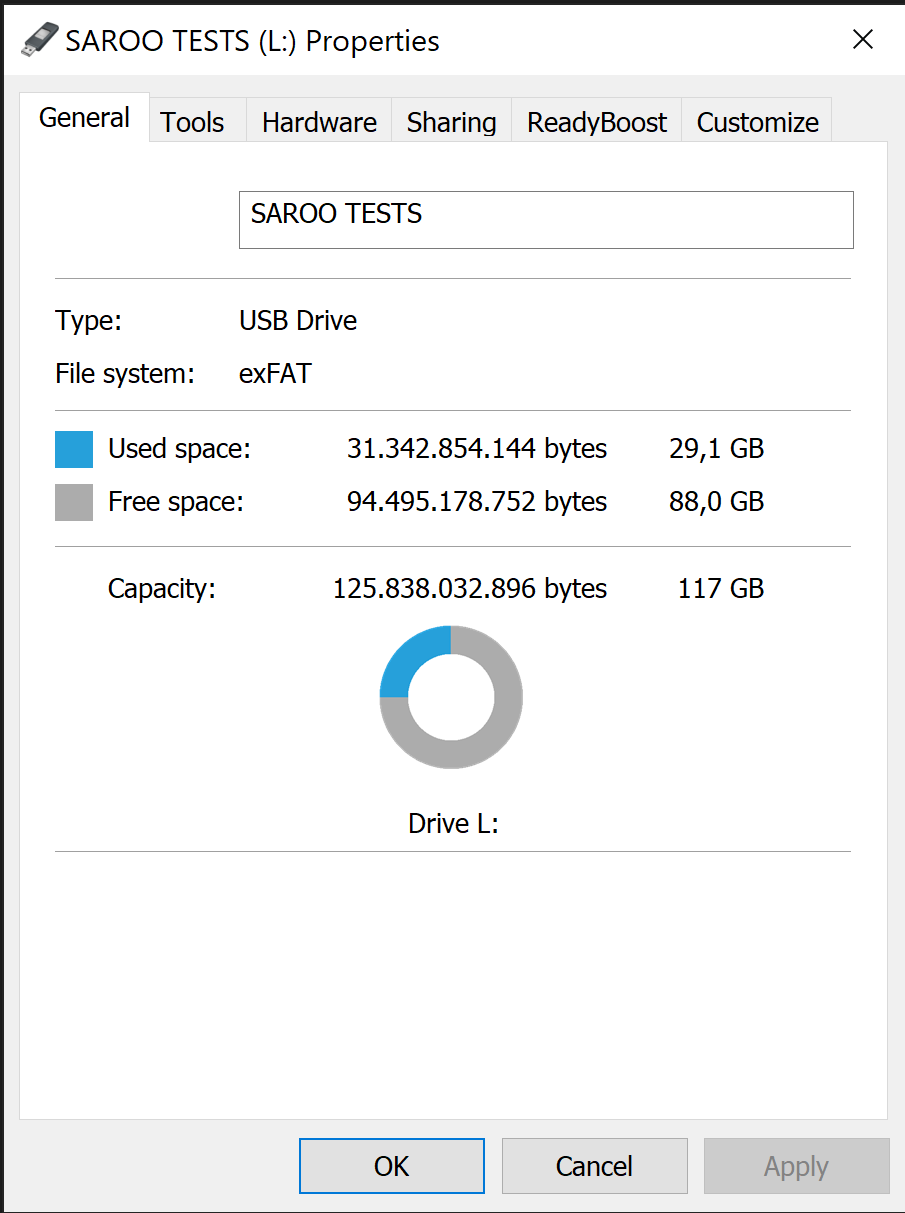 SAROO TESTS (L:) Properties
General Tools Hardware Sharing ReadyBoost Customize
SAROO TESTS
Type: USB Drive
File system: exFAT
Used space: 31.342.854.144 bytes 29,1 GB
Free space: 94.495.178.752 bytes 88,0 GB
Capacity: 125.838.032.896 bytes 117 GB
Drive L:
OK Cancel Apply